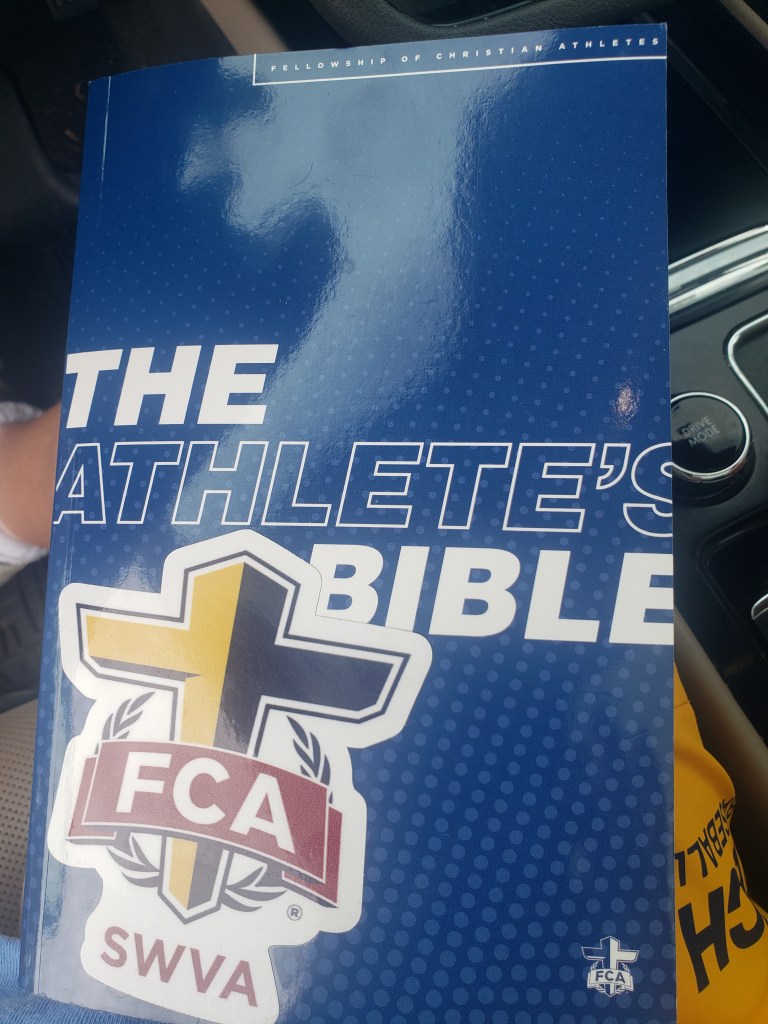 FELLOWSHIP OF CHRISTIAN ATHLETES
THE
ATHLETE'S
BIBLE
DRIVE
MODE
FCA
®
SWVA
FCA